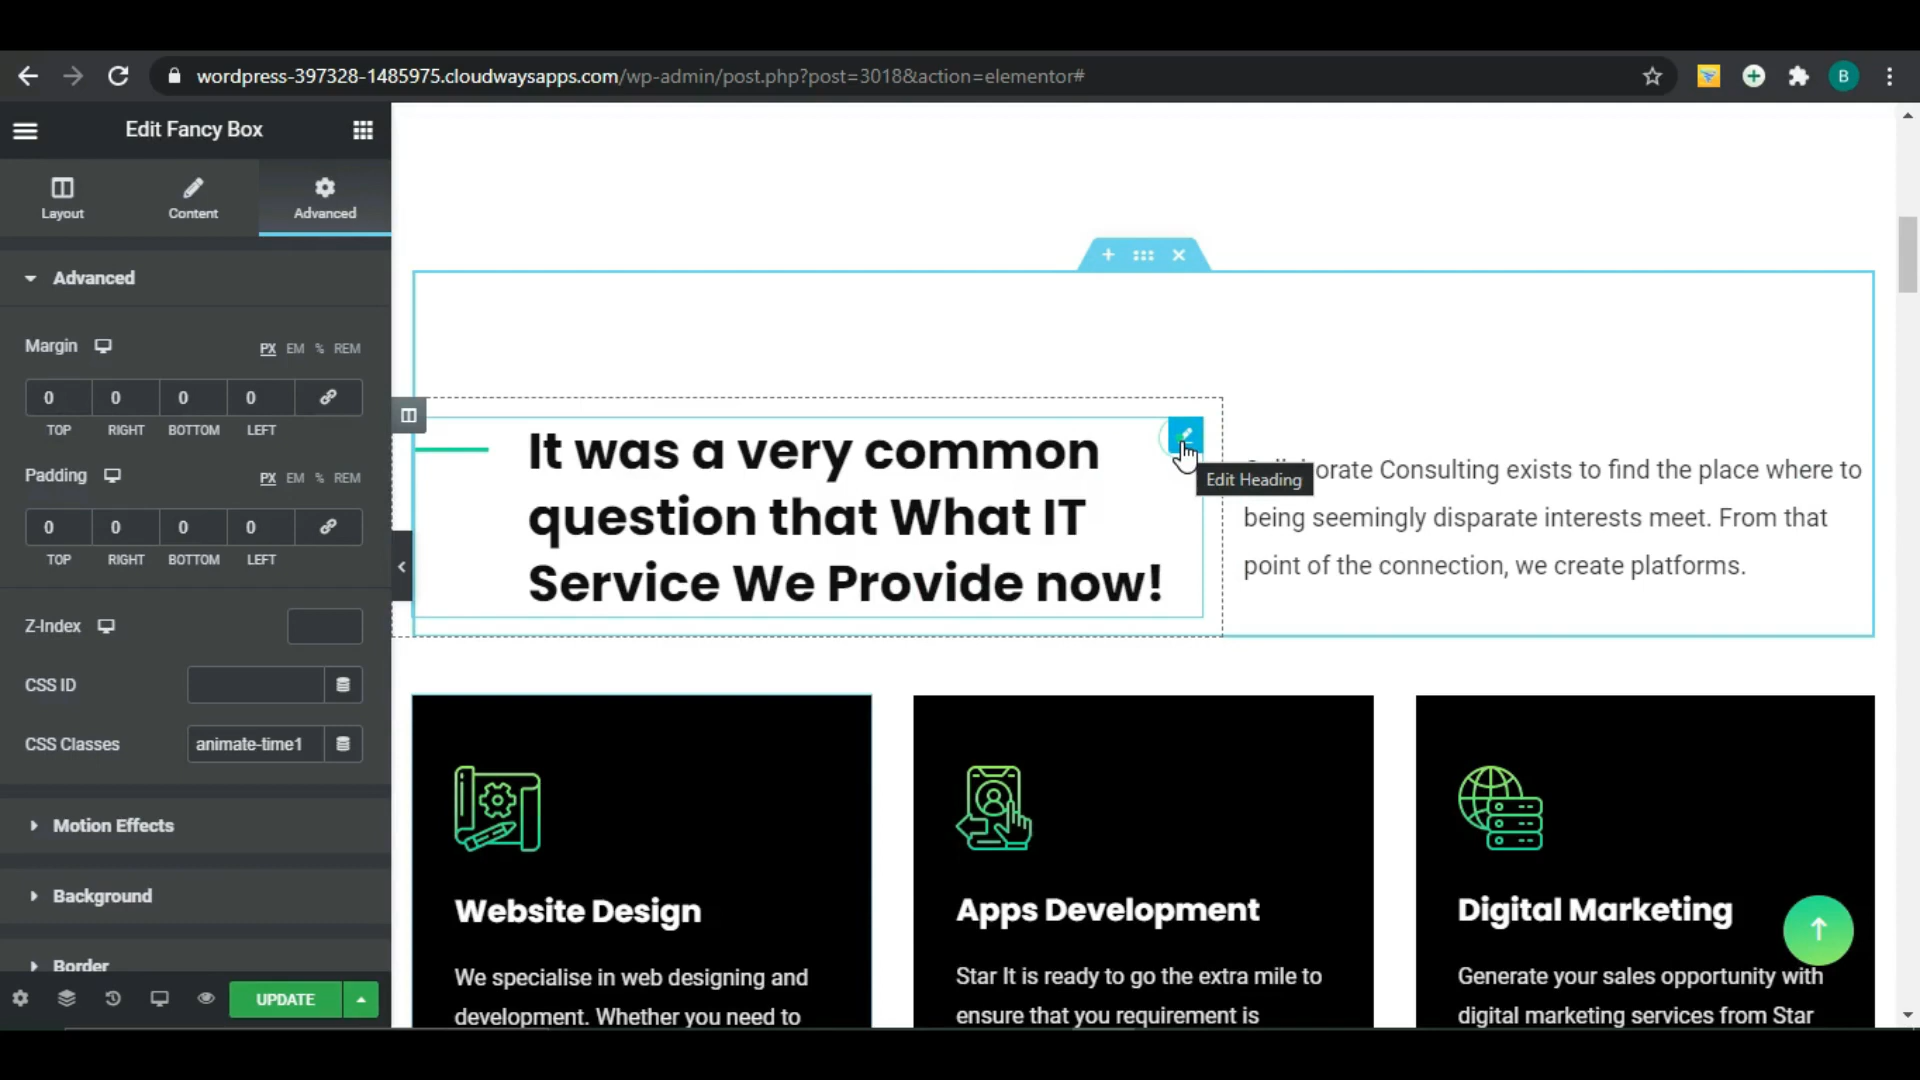 wordpress-397328-1485975.cloudwaysapps.com/wp-admin/post.php?post=3018&action=elementor#
B
Edit Fancy Box
Layout
Content
Advanced
Advanced
Margin
PX EM % REM
0 0 0 0
TOP RIGHT BOTTOM LEFT
Padding
PX EM % REM
0 0 0 0
TOP RIGHT BOTTOM LEFT
Z-Index
CSS ID
CSS Classes
animate-time1
Motion Effects
Background
Border
UPDATE
It was a very common
question that What IT
Service We Provide now!
Edit Heading
orate Consulting exists to find the place where to
being seemingly disparate interests meet. From that
point of the connection, we create platforms.
Website Design
We specialise in web designing and
development. Whether you need to
Apps Development
Star It is ready to go the extra mile to
ensure that you requirement is
Digital Marketing
Generate your sales opportunity with
digital marketing services from Star